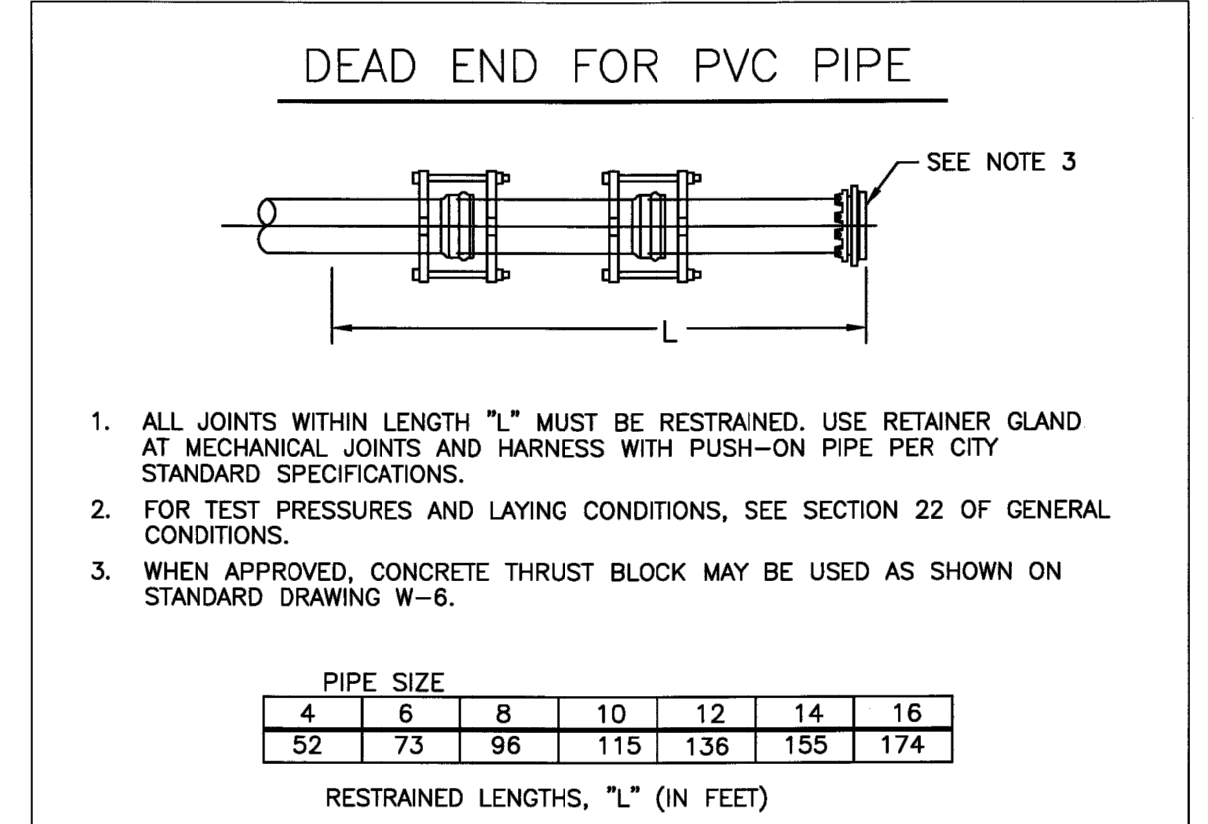 DEAD END FOR PVC PIPE
SEE NOTE 3
L
1. ALL JOINTS WITHIN LENGTH "L" MUST BE RESTRAINED. USE RETAINER GLAND
AT MECHANICAL JOINTS AND HARNESS WITH PUSH-ON PIPE PER CITY
STANDARD SPECIFICATIONS.
2. FOR TEST PRESSURES AND LAYING CONDITIONS, SEE SECTION 22 OF GENERAL
CONDITIONS.
3. WHEN APPROVED, CONCRETE THRUST BLOCK MAY BE USED AS SHOWN ON
STANDARD DRAWING W-6.
PIPE SIZE
4 6 8 10 12 14 16
52 73 96 115 136 155 174
RESTRAINED LENGTHS, "L" (IN FEET)